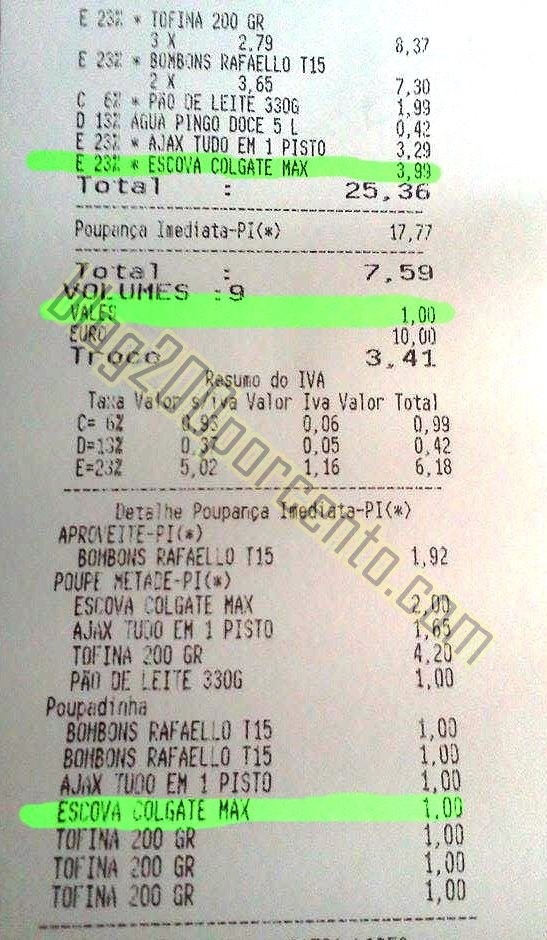 E 23% * TOFINA 200 GR
3 X 2,79 8,37
E 23% * BOMBONS RAFAELLO T15
2 X 3,65 7,30
C 6% * PÃO DE LEITE 330G 1,99
D 13% AGUA PINGO DOCE 5 L 0,42
E 23% * AJAX TUDO EM 1 PISTO 3,29
E 23% * ESCOVA COLGATE MAX 3,99
Total : 25,36
Poupança Imediata-PI(*) 17,77
Total : 7,59
VOLUMES :9
VALES 1,00
EURO 10,00
Troco 3,41
Resumo do IVA
Taxa Valor s/iva Valor Iva Valor Total
C= 6% 0,93 0,06 0,99
D=13% 0,37 0,05 0,42
E=23% 5,02 1,16 6,18
Detalhe Poupança Imediata-PI(*)
APROVEITE-PI(*)
BOMBONS RAFAELLO T15 1,92
POUPE METADE-PI(*)
ESCOVA COLGATE MAX 2,00
AJAX TUDO EM 1 PISTO 1,65
TOFINA 200 GR 4,20
PÃO DE LEITE 330G 1,00
Poupadinha
BOMBONS RAFAELLO T15 1,00
BOMBONS RAFAELLO T15 1,00
AJAX TUDO EM 1 PISTO 1,00
ESCOVA COLGATE MAX 1,00
TOFINA 200 GR 1,00
TOFINA 200 GR 1,00
TOFINA 200 GR 1,00
blog200porcento.com